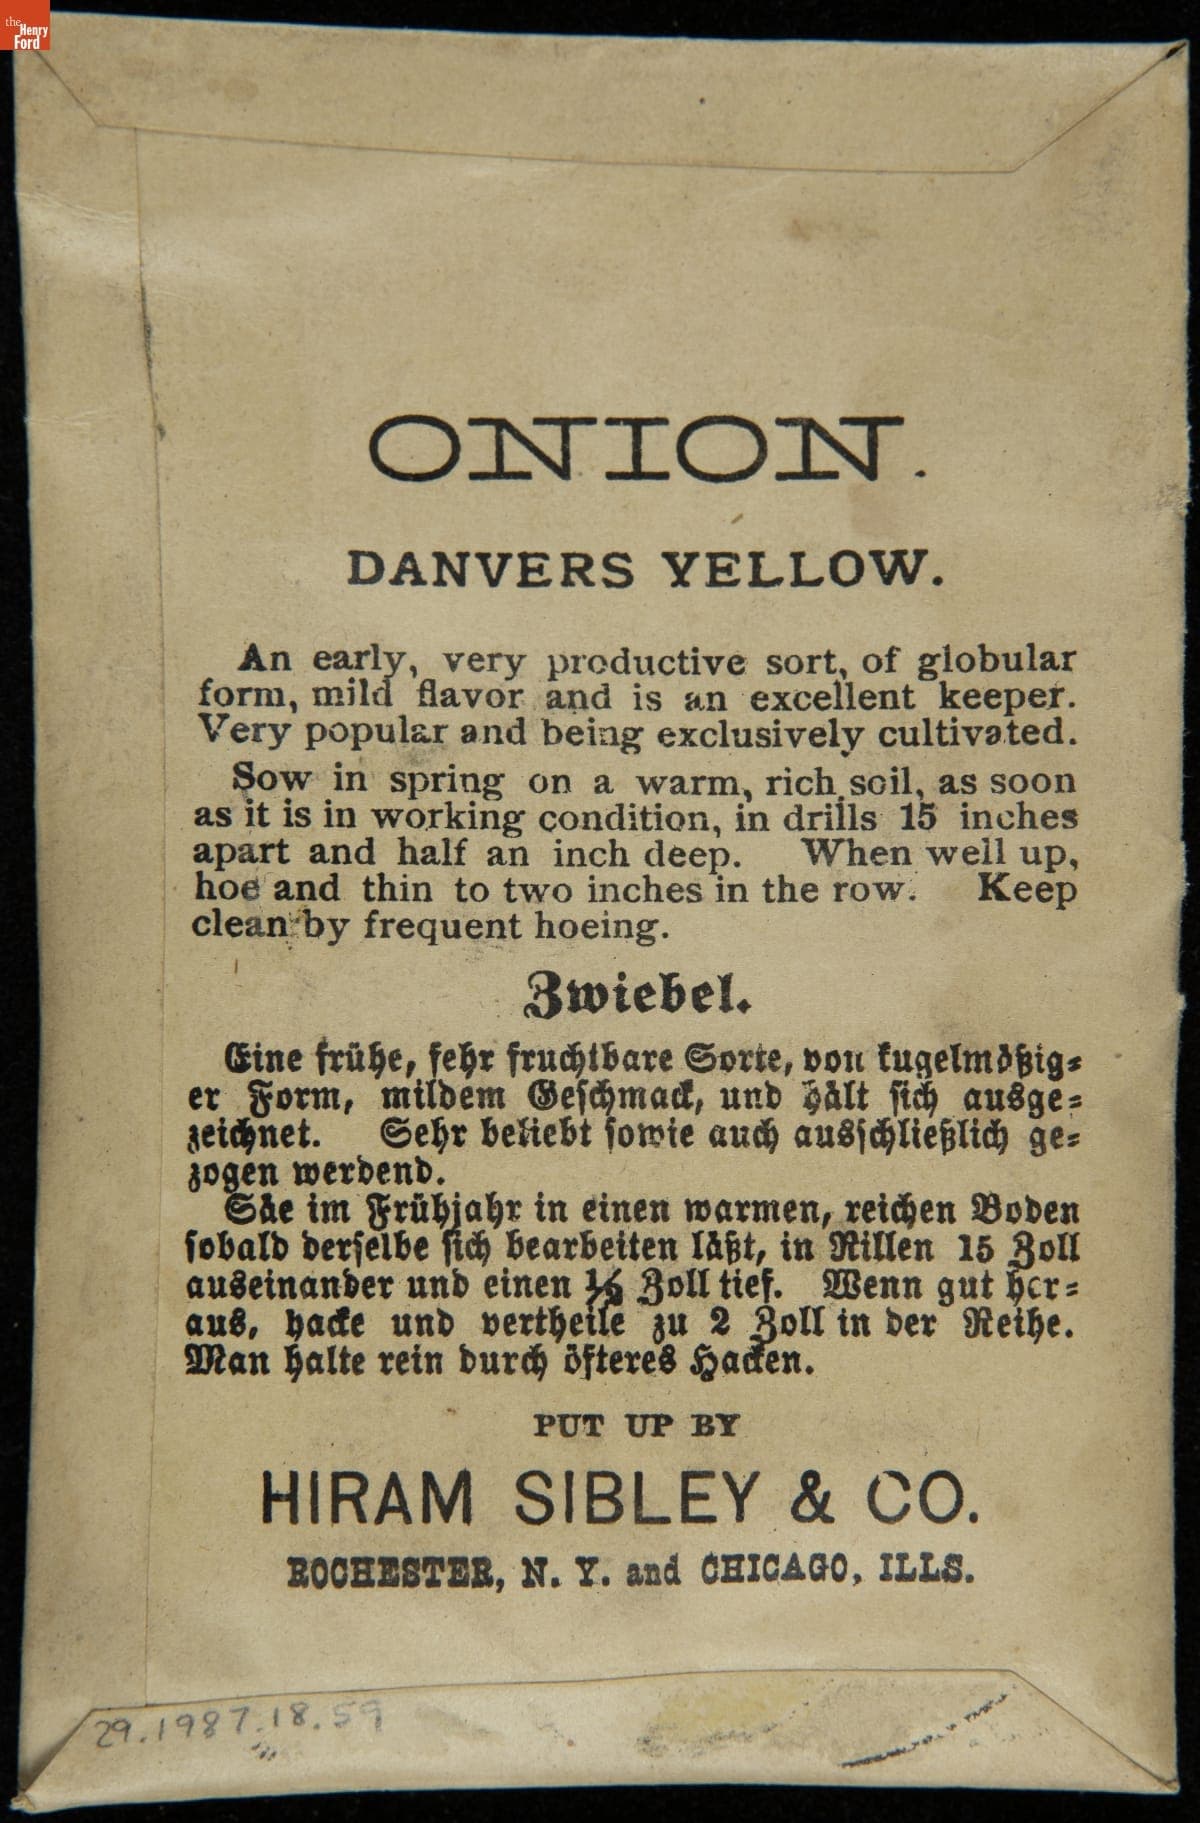 the
Henry
Ford
ONION.
DANVERS YELLOW.
An early, very productive sort, of globular
form, mild flavor and is an excellent keeper.
Very popular and being exclusively cultivated.
Sow in spring on a warm, rich soil, as soon
as it is in working condition, in drills 15 inches
apart and half an inch deep. When well up,
hoe and thin to two inches in the row. Keep
clean by frequent hoeing.
Zwiebel.
Eine frühe, sehr fruchtbare Sorte, von kugelmößig-
er Form, mildem Geschmack, und hält sich ausge-
zeichnet. Sehr beliebt sowie auch ausschließlich ge-
zogen werdend.
Säe im Frühjahr in einen warmen, reichen Boden
sobald derselbe sich bearbeiten läßt, in Rillen 15 Zoll
auseinander und einen ½ Zoll tief. Wenn gut her-
aus, hacke und vertheile zu 2 Zoll in der Reihe.
Man halte rein durch öfteres Hacken.
PUT UP BY
HIRAM SIBLEY & CO.
ROCHESTER, N. Y. and CHICAGO, ILLS.
29.1987.18.59